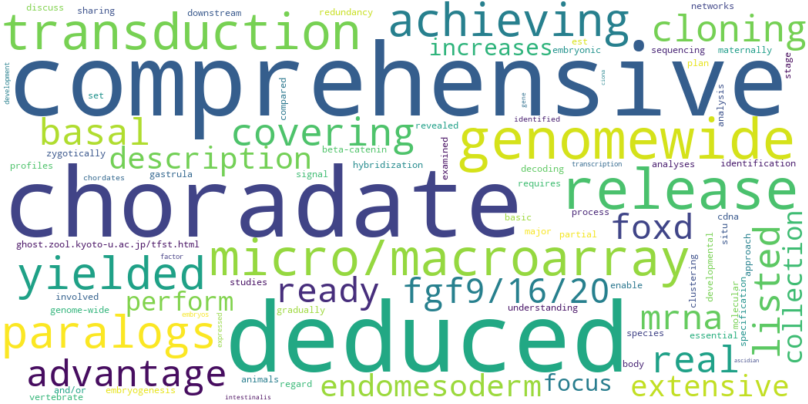 discuss sharing downstream redundancy networks
transduction achieving cloning
increases embryonic est sequencing maternally
plan stage
development comprehensive
set compared gene ciona analysis
identified
basal covering genomewide
revealed examined
zygotically description beta-catenin
profiles chordates gastrula signal hybridization decoding transcription analyses identification
requires
choradate release
basic process
major partial foxd situ cdna
ghost.zool.kyoto-u.ac.jp/tfst.html
factor micro/macroarray
yielded studies
ready fgf9/16/20 enable clustering developmental molecular specification approach listed collection
involved
genome-wide perform gradually understanding mrna
species essential
paralogs embryos expressed deduced
body real ascidian
advantage animals regard endomesoderm focus extensive
and/or embryogenesis
vertebrate intestinalis